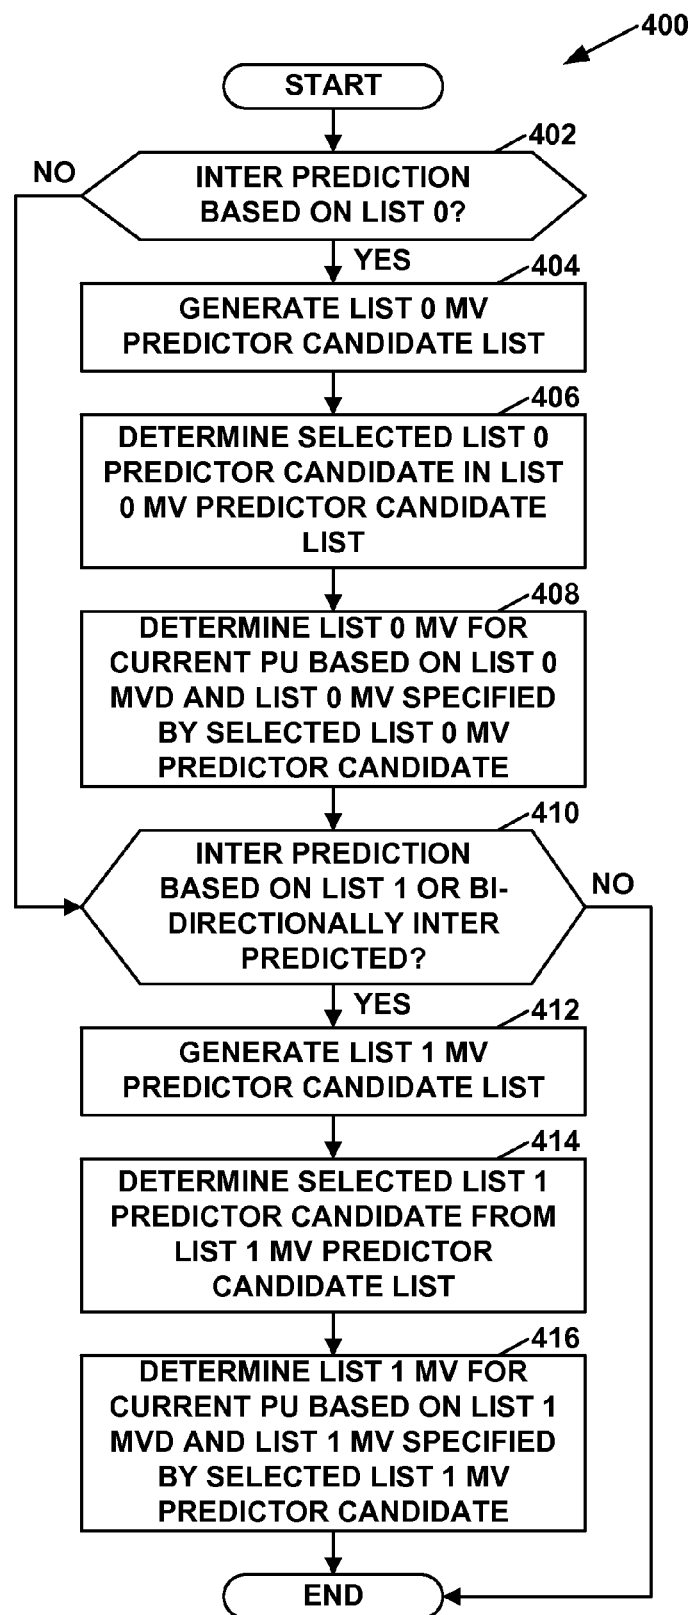 400
START
402
NO
INTER PREDICTION
BASED ON LIST 0?
YES
404
GENERATE LIST 0 MV
PREDICTOR CANDIDATE LIST
406
DETERMINE SELECTED LIST 0
PREDICTOR CANDIDATE IN LIST
0 MV PREDICTOR CANDIDATE
LIST
408
DETERMINE LIST 0 MV FOR
CURRENT PU BASED ON LIST 0
MVD AND LIST 0 MV SPECIFIED
BY SELECTED LIST 0 MV
PREDICTOR CANDIDATE
410
INTER PREDICTION
BASED ON LIST 1 OR BI-
DIRECTIONALLY INTER
PREDICTED?
NO
YES
412
GENERATE LIST 1 MV
PREDICTOR CANDIDATE LIST
414
DETERMINE SELECTED LIST 1
PREDICTOR CANDIDATE FROM
LIST 1 MV PREDICTOR
CANDIDATE LIST
416
DETERMINE LIST 1 MV FOR
CURRENT PU BASED ON LIST 1
MVD AND LIST 1 MV SPECIFIED
BY SELECTED LIST 1 MV
PREDICTOR CANDIDATE
END